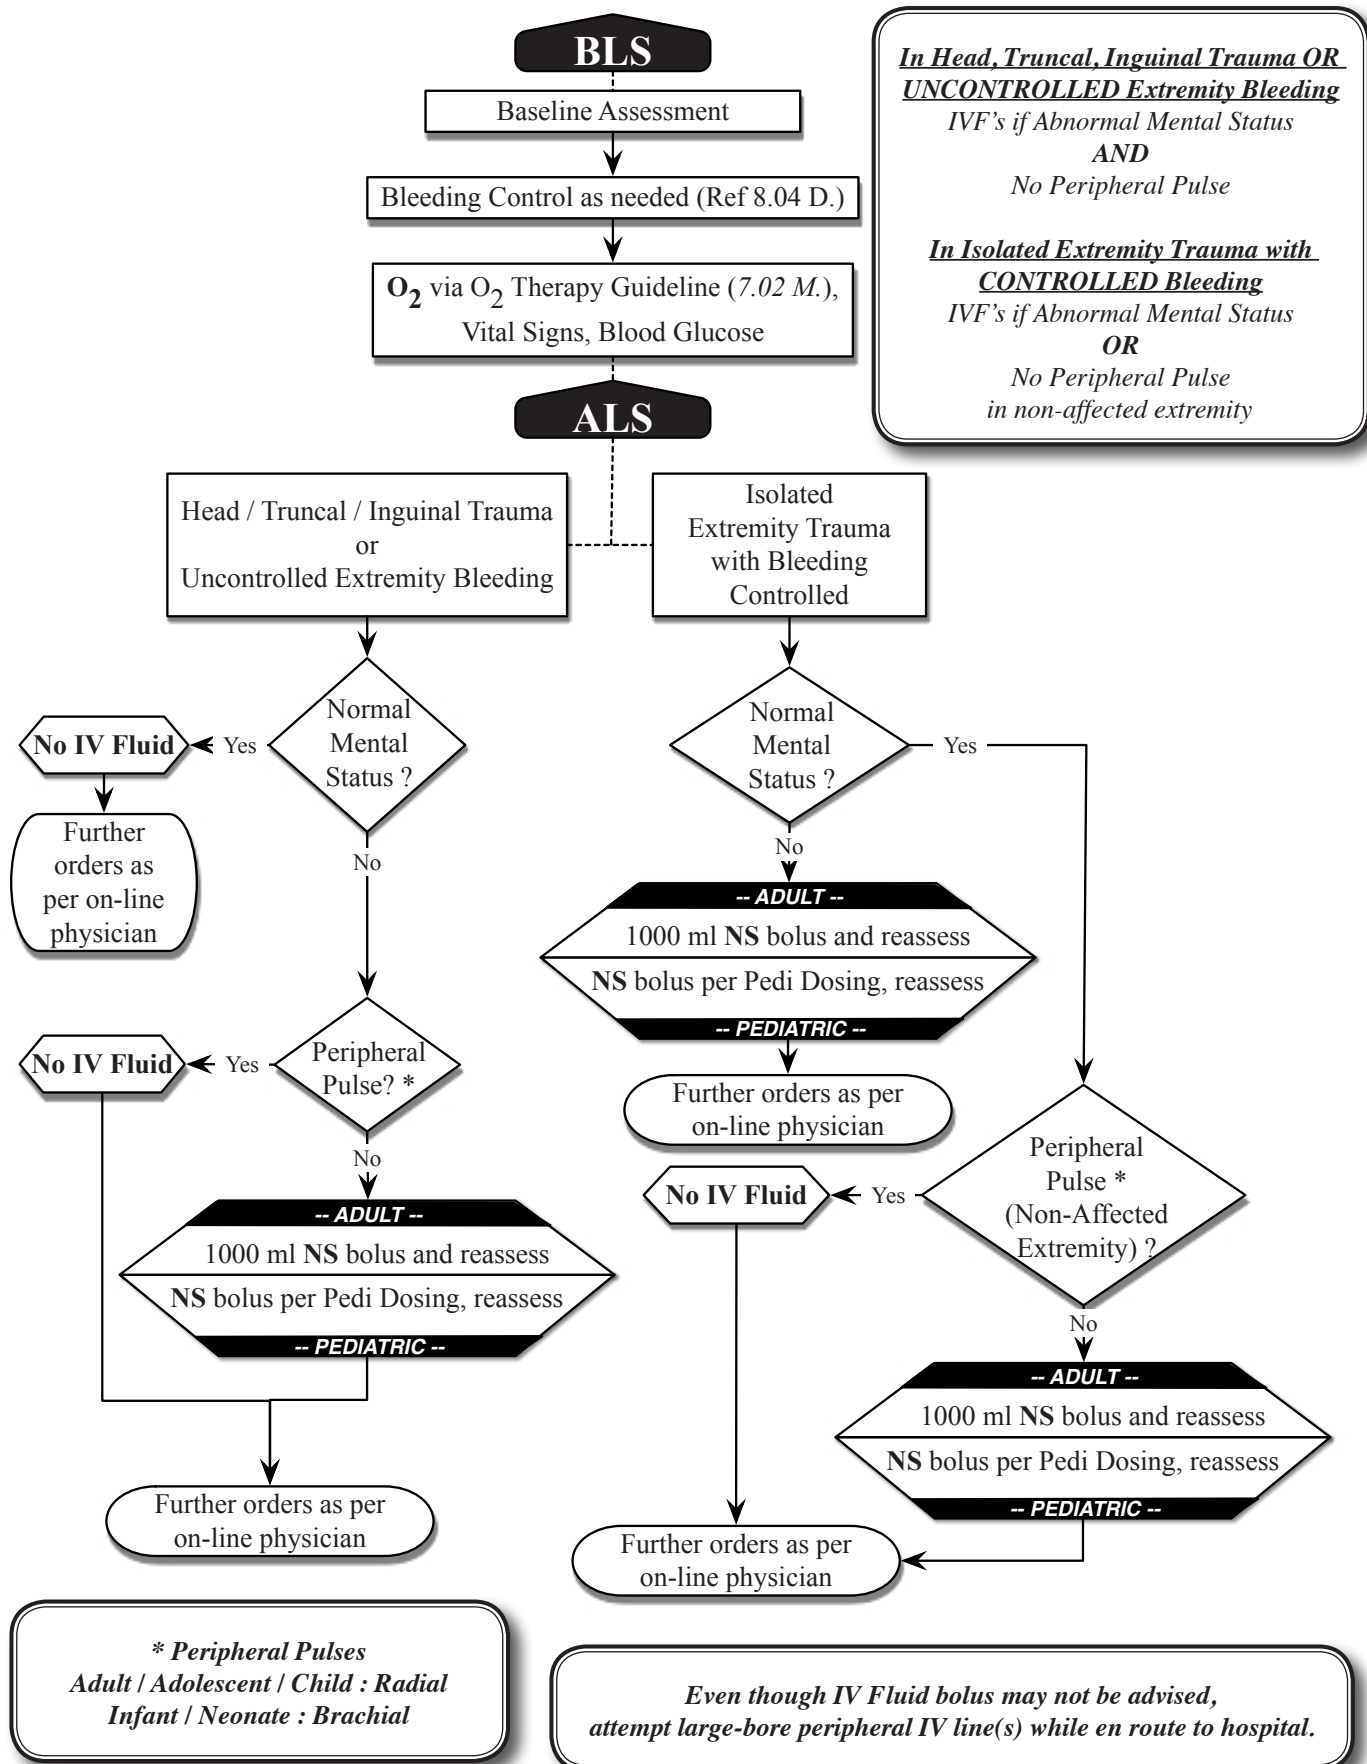 BLS
Baseline Assessment
Bleeding Control as needed (Ref 8.04 D.)
O2 via O2 Therapy Guideline (7.02 M.),
Vital Signs, Blood Glucose
ALS
In Head, Truncal, Inguinal Trauma OR
UNCONTROLLED Extremity Bleeding
IVF's if Abnormal Mental Status
AND
No Peripheral Pulse
In Isolated Extremity Trauma with
CONTROLLED Bleeding
IVF's if Abnormal Mental Status
OR
No Peripheral Pulse
in non-affected extremity
Head / Truncal / Inguinal Trauma
or
Uncontrolled Extremity Bleeding
Normal
Mental
Status ?
Yes
No IV Fluid
Further
orders as
per on-line
physician
No
Peripheral
Pulse? *
Yes
No IV Fluid
No
-- ADULT --
1000 ml NS bolus and reassess
NS bolus per Pedi Dosing, reassess
-- PEDIATRIC --
Further orders as per
on-line physician
Isolated
Extremity Trauma
with Bleeding
Controlled
Normal
Mental
Status ?
Yes
No
-- ADULT --
1000 ml NS bolus and reassess
NS bolus per Pedi Dosing, reassess
-- PEDIATRIC --
Further orders as per
on-line physician
Peripheral
Pulse *
(Non-Affected
Extremity) ?
Yes
No IV Fluid
No
-- ADULT --
1000 ml NS bolus and reassess
NS bolus per Pedi Dosing, reassess
-- PEDIATRIC --
Further orders as per
on-line physician
* Peripheral Pulses
Adult / Adolescent / Child : Radial
Infant / Neonate : Brachial
Even though IV Fluid bolus may not be advised,
attempt large-bore peripheral IV line(s) while en route to hospital.